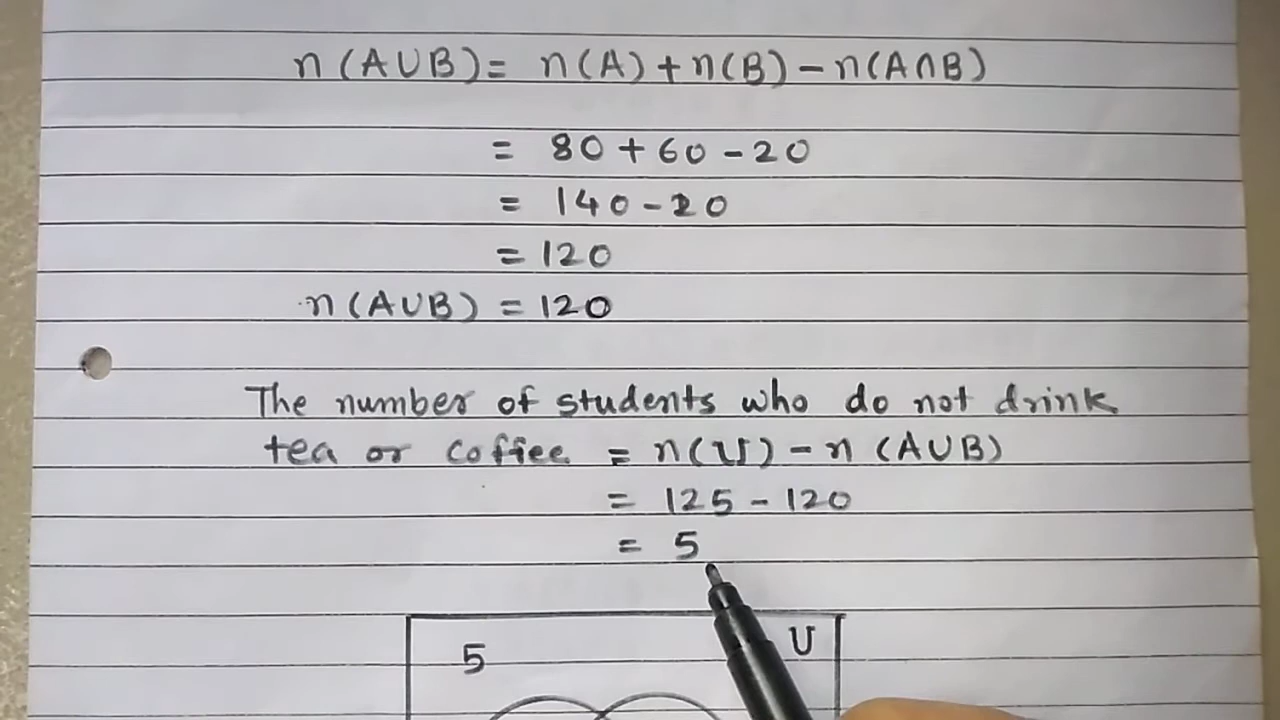 n(A∪B) = n(A) + n(B) - n(A∩B)
= 80 + 60 - 20
= 140 - 20
= 120
n(A∪B) = 120
The number of students who do not drink
tea or coffee = n(U) - n(A∪B)
= 125 - 120
= 5
5 U